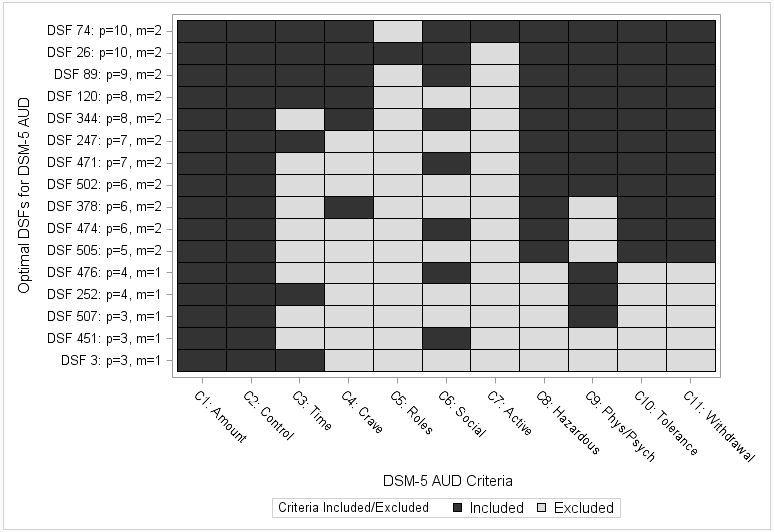 DSF 74: p=10, m=2
DSF 26: p=10, m=2
DSF 89: p=9, m=2
DSF 120: p=8, m=2
DSF 344: p=8, m=2
DSF 247: p=7, m=2
DSF 471: p=7, m=2
DSF 502: p=6, m=2
DSF 378: p=6, m=2
DSF 474: p=6, m=2
DSF 505: p=5, m=2
DSF 476: p=4, m=1
DSF 252: p=4, m=1
DSF 507: p=3, m=1
DSF 451: p=3, m=1
DSF 3: p=3, m=1
Optimal DSFs for DSM-5 AUD
C1: Amount
C2: Control
C3: Time
C4: Crave
C5: Roles
C6: Social
C7: Active
C8: Hazardous
C9: Phys/Psych
C10: Tolerance
C11: Withdrawal
DSM-5 AUD Criteria
Criteria Included/Excluded Included Excluded